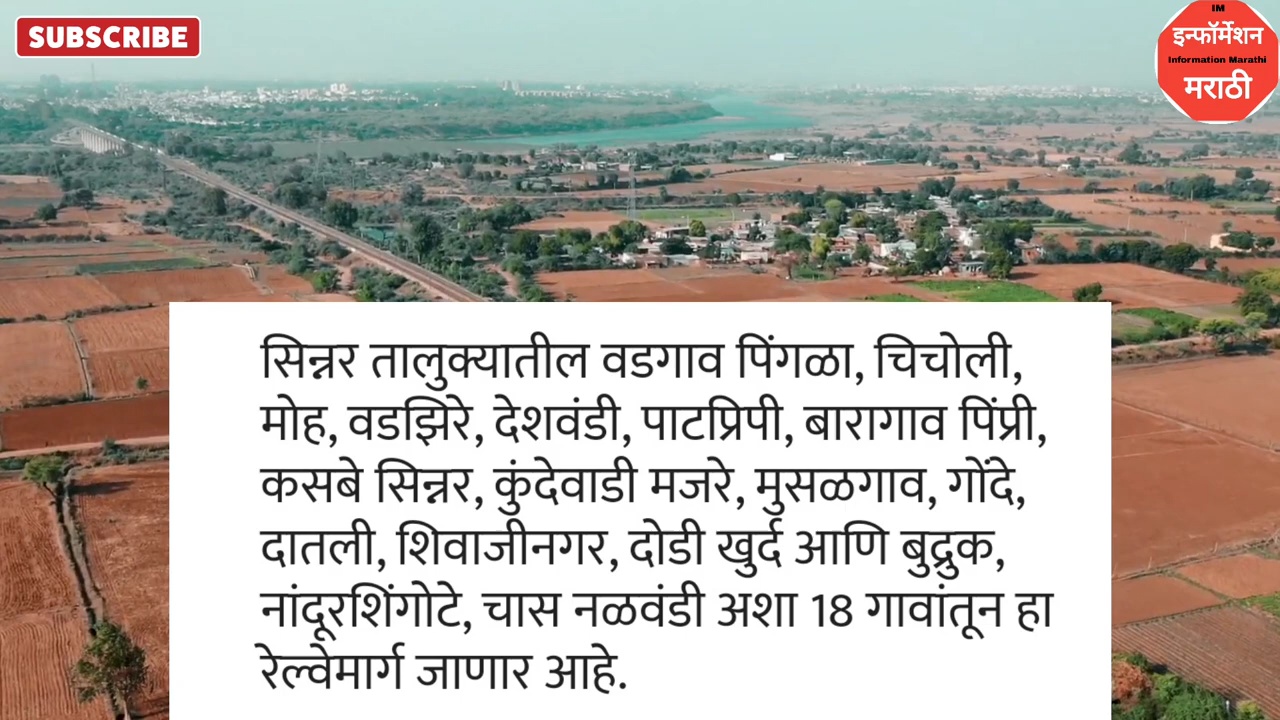 SUBSCRIBE
IM
इन्फॉर्मेशन
Information Marathi
मराठी
सिन्नर तालुक्यातील वडगाव पिंगळा, चिचोली,
मोह, वडझिरे, देशवंडी, पाटप्रिपी, बारागाव पिंप्री,
कसबे सिन्नर, कुंदेवाडी मजरे, मुसळगाव, गोंदे,
दातली, शिवाजीनगर, दोडी खुर्द आणि बुद्रुक,
नांदूरशिंगोटे, चास नळवंडी अशा 18 गावांतून हा
रेल्वेमार्ग जाणार आहे.